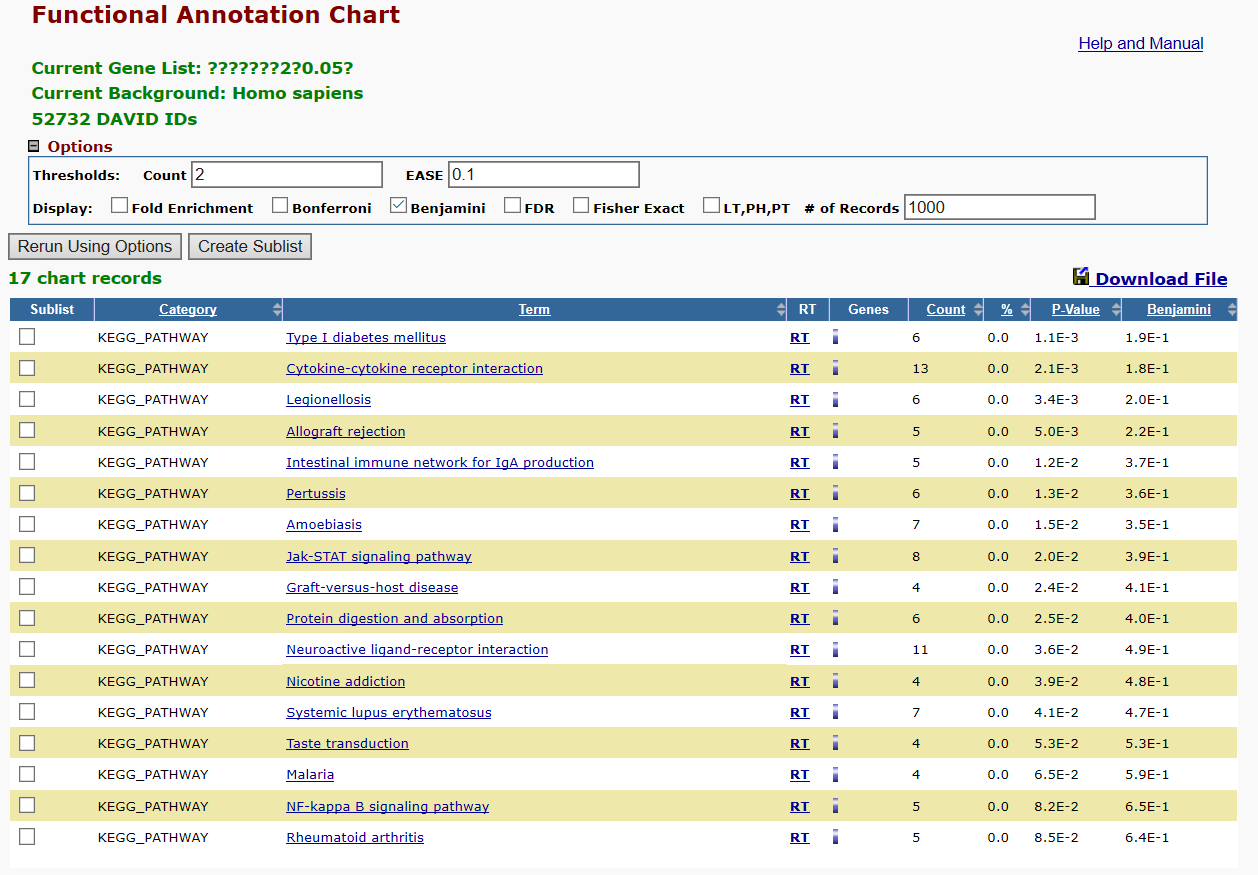 Functional Annotation Chart
Help and Manual
Current Gene List: ???????2?0.05?
Current Background: Homo sapiens
52732 DAVID IDs
Options
Thresholds: Count 2 EASE 0.1
Display: Fold Enrichment Bonferroni Benjamini FDR Fisher Exact LT,PH,PT # of Records 1000
Rerun Using Options Create Sublist
17 chart records
Download File
Sublist Category Term RT Genes Count % P-Value Benjamini
KEGG_PATHWAY Type I diabetes mellitus RT 6 0.0 1.1E-3 1.9E-1
KEGG_PATHWAY Cytokine-cytokine receptor interaction RT 13 0.0 2.1E-3 1.8E-1
KEGG_PATHWAY Legionellosis RT 6 0.0 3.4E-3 2.0E-1
KEGG_PATHWAY Allograft rejection RT 5 0.0 5.0E-3 2.2E-1
KEGG_PATHWAY Intestinal immune network for IgA production RT 5 0.0 1.2E-2 3.7E-1
KEGG_PATHWAY Pertussis RT 6 0.0 1.3E-2 3.6E-1
KEGG_PATHWAY Amoebiasis RT 7 0.0 1.5E-2 3.5E-1
KEGG_PATHWAY Jak-STAT signaling pathway RT 8 0.0 2.0E-2 3.9E-1
KEGG_PATHWAY Graft-versus-host disease RT 4 0.0 2.4E-2 4.1E-1
KEGG_PATHWAY Protein digestion and absorption RT 6 0.0 2.5E-2 4.0E-1
KEGG_PATHWAY Neuroactive ligand-receptor interaction RT 11 0.0 3.6E-2 4.9E-1
KEGG_PATHWAY Nicotine addiction RT 4 0.0 3.9E-2 4.8E-1
KEGG_PATHWAY Systemic lupus erythematosus RT 7 0.0 4.1E-2 4.7E-1
KEGG_PATHWAY Taste transduction RT 4 0.0 5.3E-2 5.3E-1
KEGG_PATHWAY Malaria RT 4 0.0 6.5E-2 5.9E-1
KEGG_PATHWAY NF-kappa B signaling pathway RT 5 0.0 8.2E-2 6.5E-1
KEGG_PATHWAY Rheumatoid arthritis RT 5 0.0 8.5E-2 6.4E-1